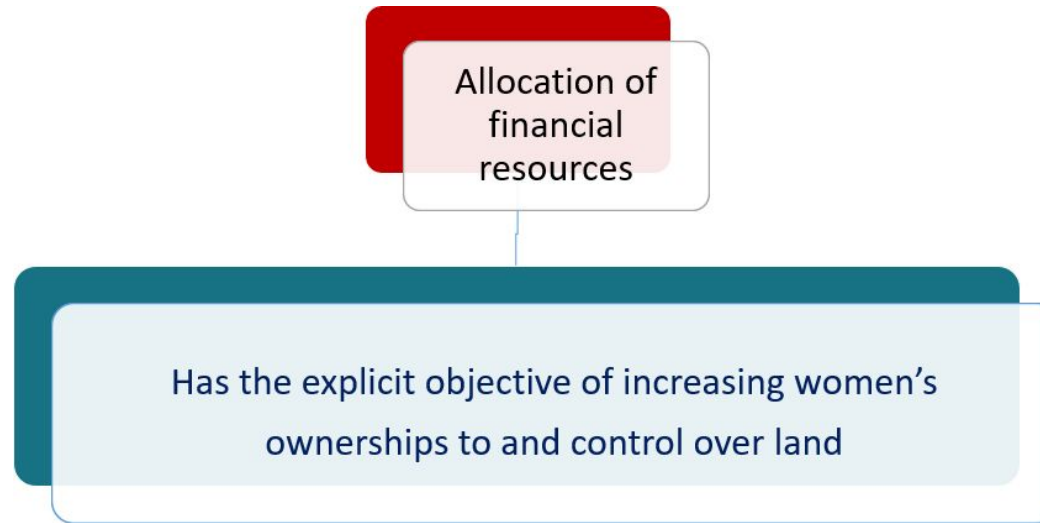 Allocation of
financial
resources
Has the explicit objective of increasing women’s
ownerships to and control over land